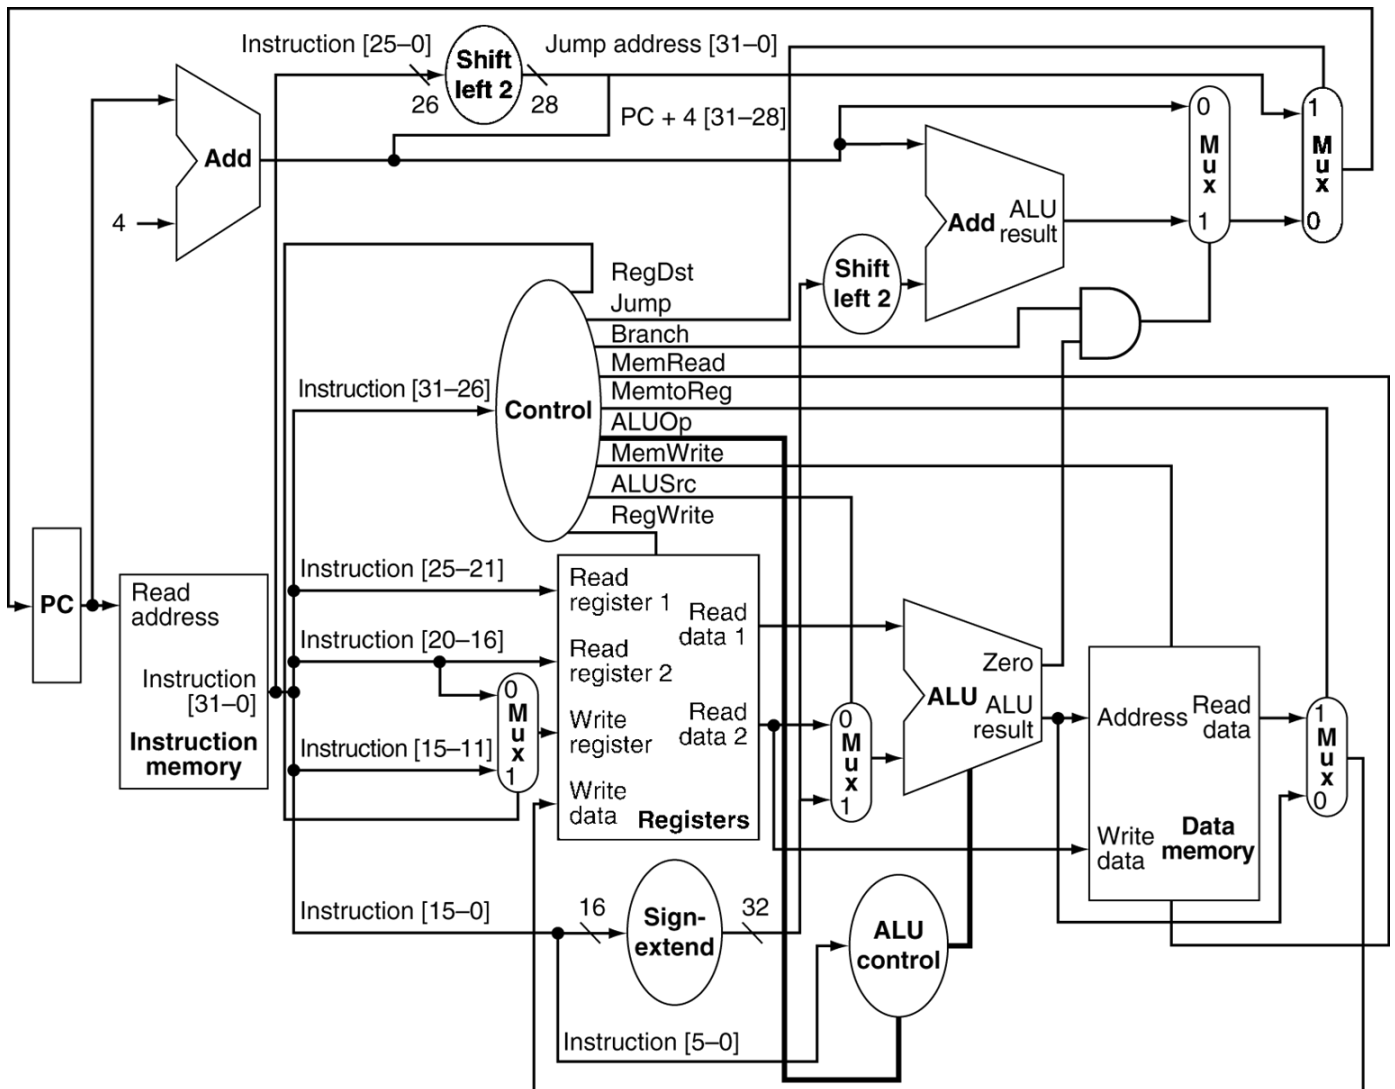 Instruction [25–0]
Shift
left 2
Jump address [31–0]
26
28
PC + 4 [31–28]
Add
4
0
M
u
x
1
1
M
u
x
0
Add
ALU
result
Shift
left 2
RegDst
Jump
Branch
MemRead
MemtoReg
ALUOp
MemWrite
ALUSrc
RegWrite
Instruction [31–26]
Control
PC
Read
address
Instruction
[31–0]
Instruction
memory
Instruction [25–21]
Instruction [20–16]
Instruction [15–11]
0
M
u
x
1
Read
register 1
Read
register 2
Write
register
Write
data
Read
data 1
Read
data 2
Registers
0
M
u
x
1
Zero
ALU
ALU
result
Address
Read
data
Write
data
Data
memory
1
M
u
x
0
Instruction [15–0]
16
Sign-
extend
32
ALU
control
Instruction [5–0]